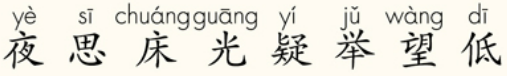 yè sī chuáng guāng yí jǔ wàng dī
夜 思 床 光 疑 举 望 低